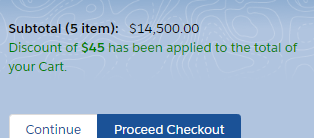 Subtotal (5 item): $14,500.00
Discount of $45 has been applied to the total of
your Cart.
Continue Proceed Checkout